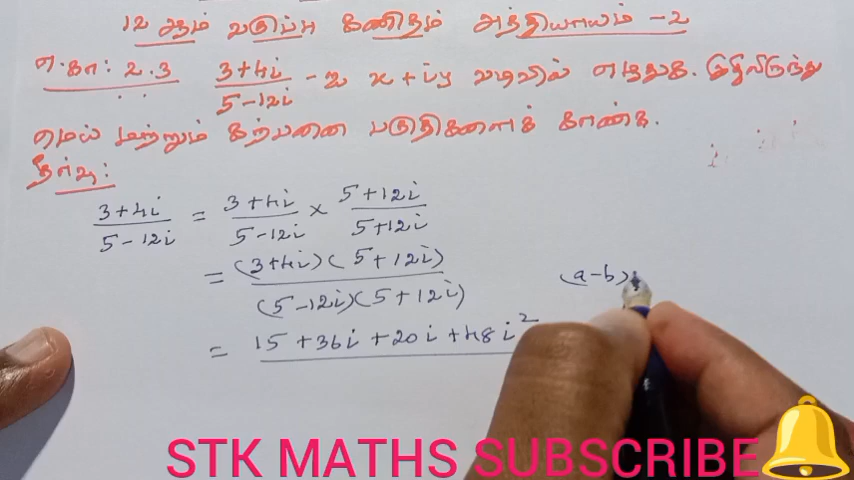 12 ஆம் வகுப்பு கணிதம் அத்தியாயம் -2
எ.கா: 2.3 3+4i / 5-12i -ஐ x+iy வடிவில் எழுதுக. இதிலிருந்து
மெய் மற்றும் கற்பனை பகுதிகளைக் காண்க.
தீர்வு:
3+4i / 5-12i = 3+4i / 5-12i × 5+12i / 5+12i
= (3+4i)(5+12i) / (5-12i)(5+12i)
(a-b)
= 15+36i+20i+48i²
STK MATHS SUBSCRIBE